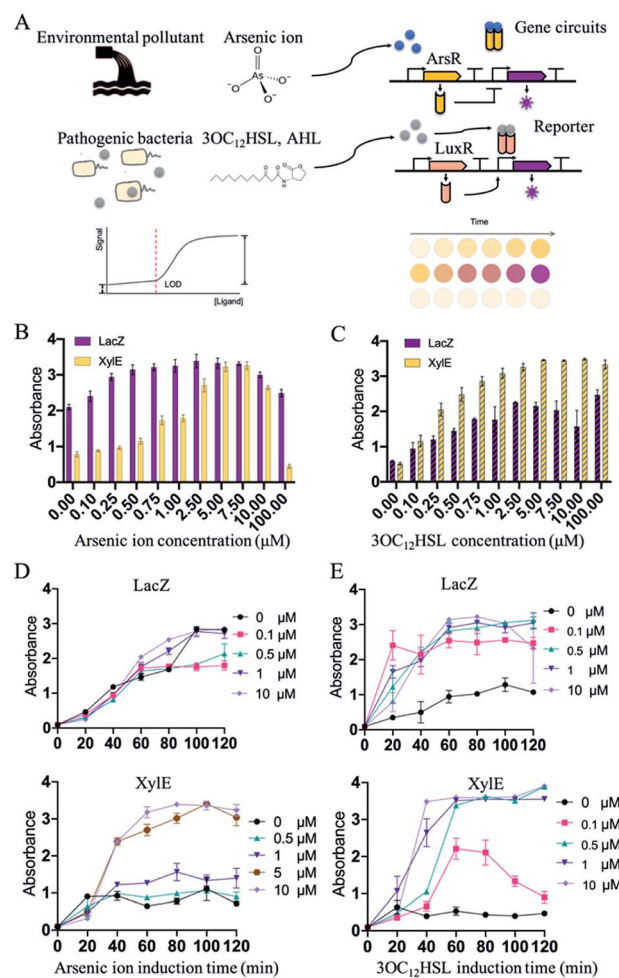 A
Environmental pollutant
Arsenic ion
Gene circuits
O
O⁻ As O⁻
O⁻
ArsR
Pathogenic bacteria
3OC₁₂HSL, AHL
Reporter
LuxR
O O O O
N
H
Signal
LOD
[Ligand]
Time
B
LacZ
XylE
Absorbance
4
3
2
1
0
0.00 0.10 0.25 0.50 0.75 1.00 2.50 5.00 7.50 10.00 100.00
Arsenic ion concentration (μM)
C
LacZ
XylE
Absorbance
4
3
2
1
0
0.00 0.10 0.25 0.50 0.75 1.00 2.50 5.00 7.50 10.00 100.00
3OC₁₂HSL concentration (μM)
D
LacZ
Absorbance
4
3
2
1
0
0 20 40 60 80 100 120
0 μM
0.1 μM
0.5 μM
1 μM
10 μM
E
LacZ
Absorbance
4
3
2
1
0
0 20 40 60 80 100 120
0 μM
0.1 μM
0.5 μM
1 μM
10 μM
XylE
Absorbance
4
3
2
1
0
0 20 40 60 80 100 120
0 μM
0.5 μM
1 μM
5 μM
10 μM
Arsenic ion induction time (min)
XylE
Absorbance
4
3
2
1
0
0 20 40 60 80 100 120
0 μM
0.1 μM
0.5 μM
1 μM
10 μM
3OC₁₂HSL induction time (min)